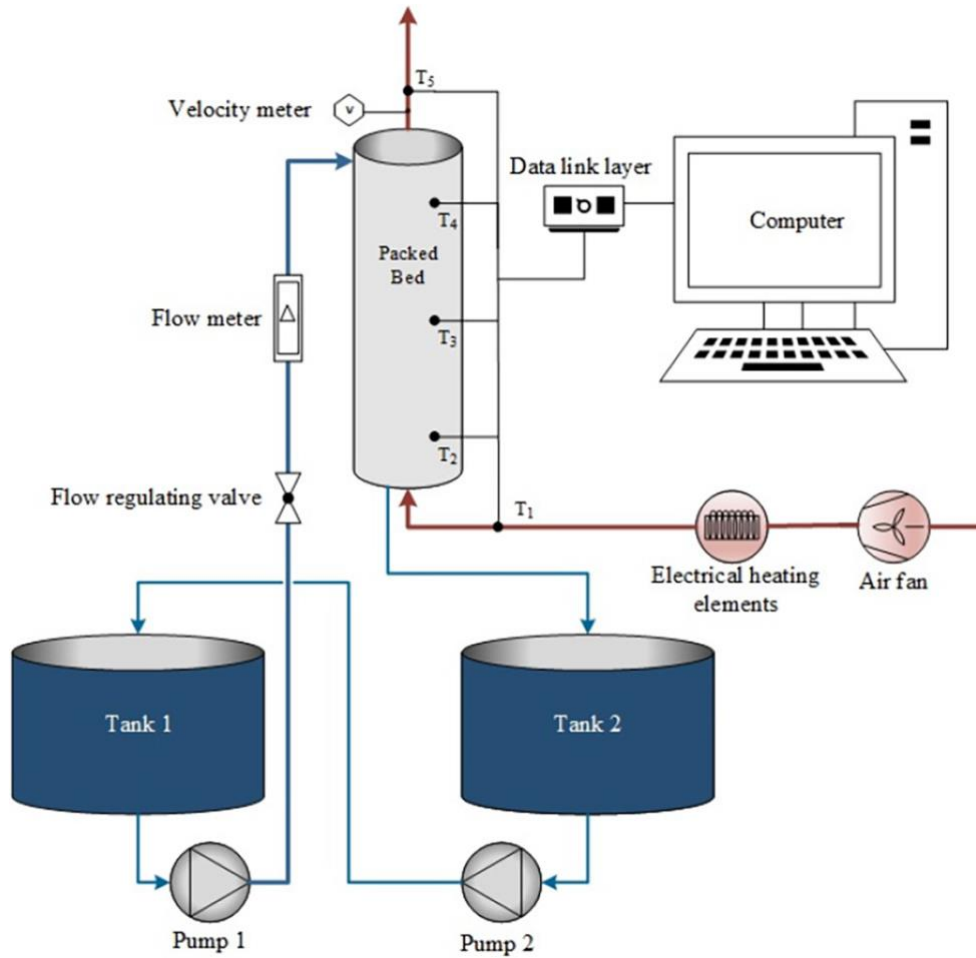 T5
Velocity meter
v
Data link layer
T4
Computer
Packed
Bed
Flow meter
T3
T2
Flow regulating valve
T1
Electrical heating
elements
Air fan
Tank 1
Tank 2
Pump 1
Pump 2